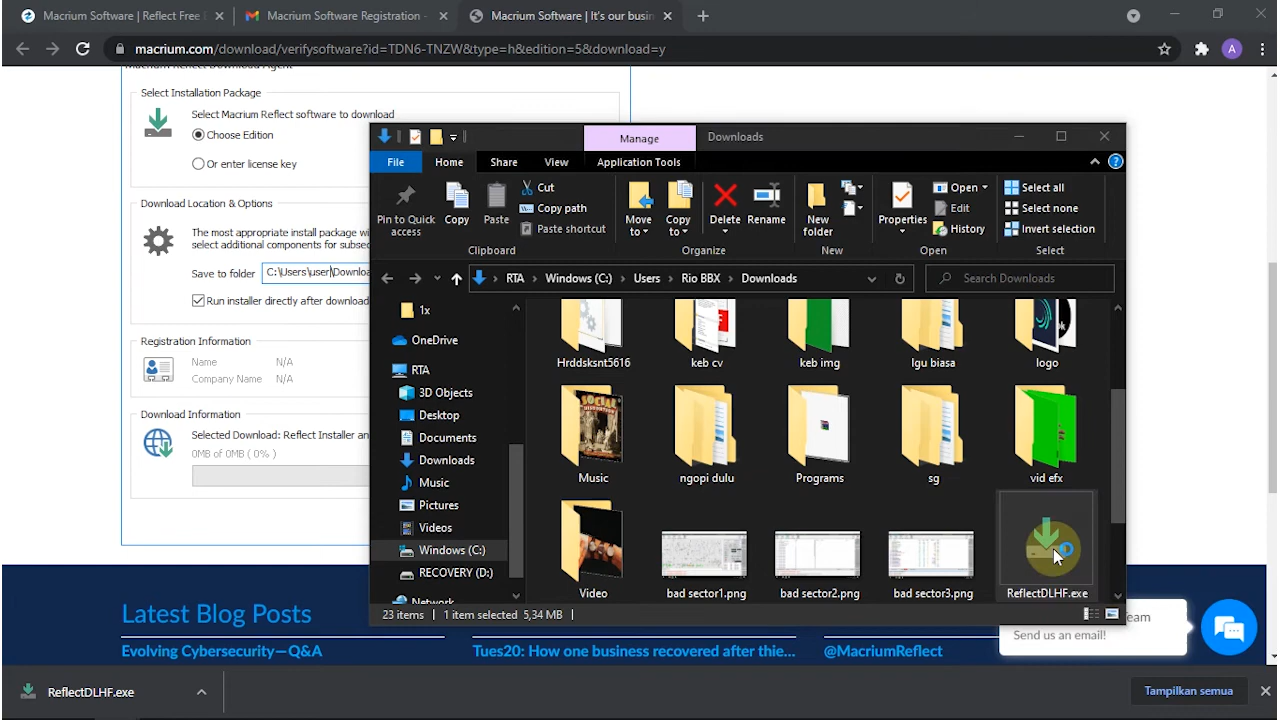 Macrium Software | Reflect Free E
Macrium Software Registration -
Macrium Software | It's our busin
macrium.com/download/verifysoftware?id=TDN6-TNZW&type=h&edition=5&download=y
A
Macrium Reflect Download Agent
Select Installation Package
Select Macrium Reflect software to download
Choose Edition
Or enter license key
Download Location & Options
The most appropriate install package wi
select additional components for subsec
Save to folder
C:\Users\user\Downloa
Run installer directly after download
Registration Information
Name N/A
Company Name N/A
Download Information
Selected Download: Reflect Installer an
0MB of 0MB ( 0% )
Manage
Downloads
File
Home
Share
View
Application Tools
Pin to Quick
access
Copy
Paste
Cut
Copy path
Paste shortcut
Clipboard
Move
to
Copy
to
Delete
Rename
Organize
New
folder
New
Properties
Open
Edit
History
Open
Select all
Select none
Invert selection
Select
RTA > Windows (C:) > Users > Rio BBX > Downloads
Search Downloads
1x
OneDrive
RTA
3D Objects
Desktop
Documents
Downloads
Music
Pictures
Videos
Windows (C:)
RECOVERY (D:)
Network
Hrddsksnt5616
keb cv
keb img
lgu biasa
logo
SOCIAL
DISTORTION
Music
ngopi dulu
Programs
sg
vid efx
Video
bad sector1.png
bad sector2.png
bad sector3.png
ReflectDLHF.exe
23 items
1 item selected 5,34 MB
Latest Blog Posts
Evolving Cybersecurity—Q&A
Tues20: How one business recovered after thie...
@MacriumReflect
eam
Send us an email!
ReflectDLHF.exe
Tampilkan semua